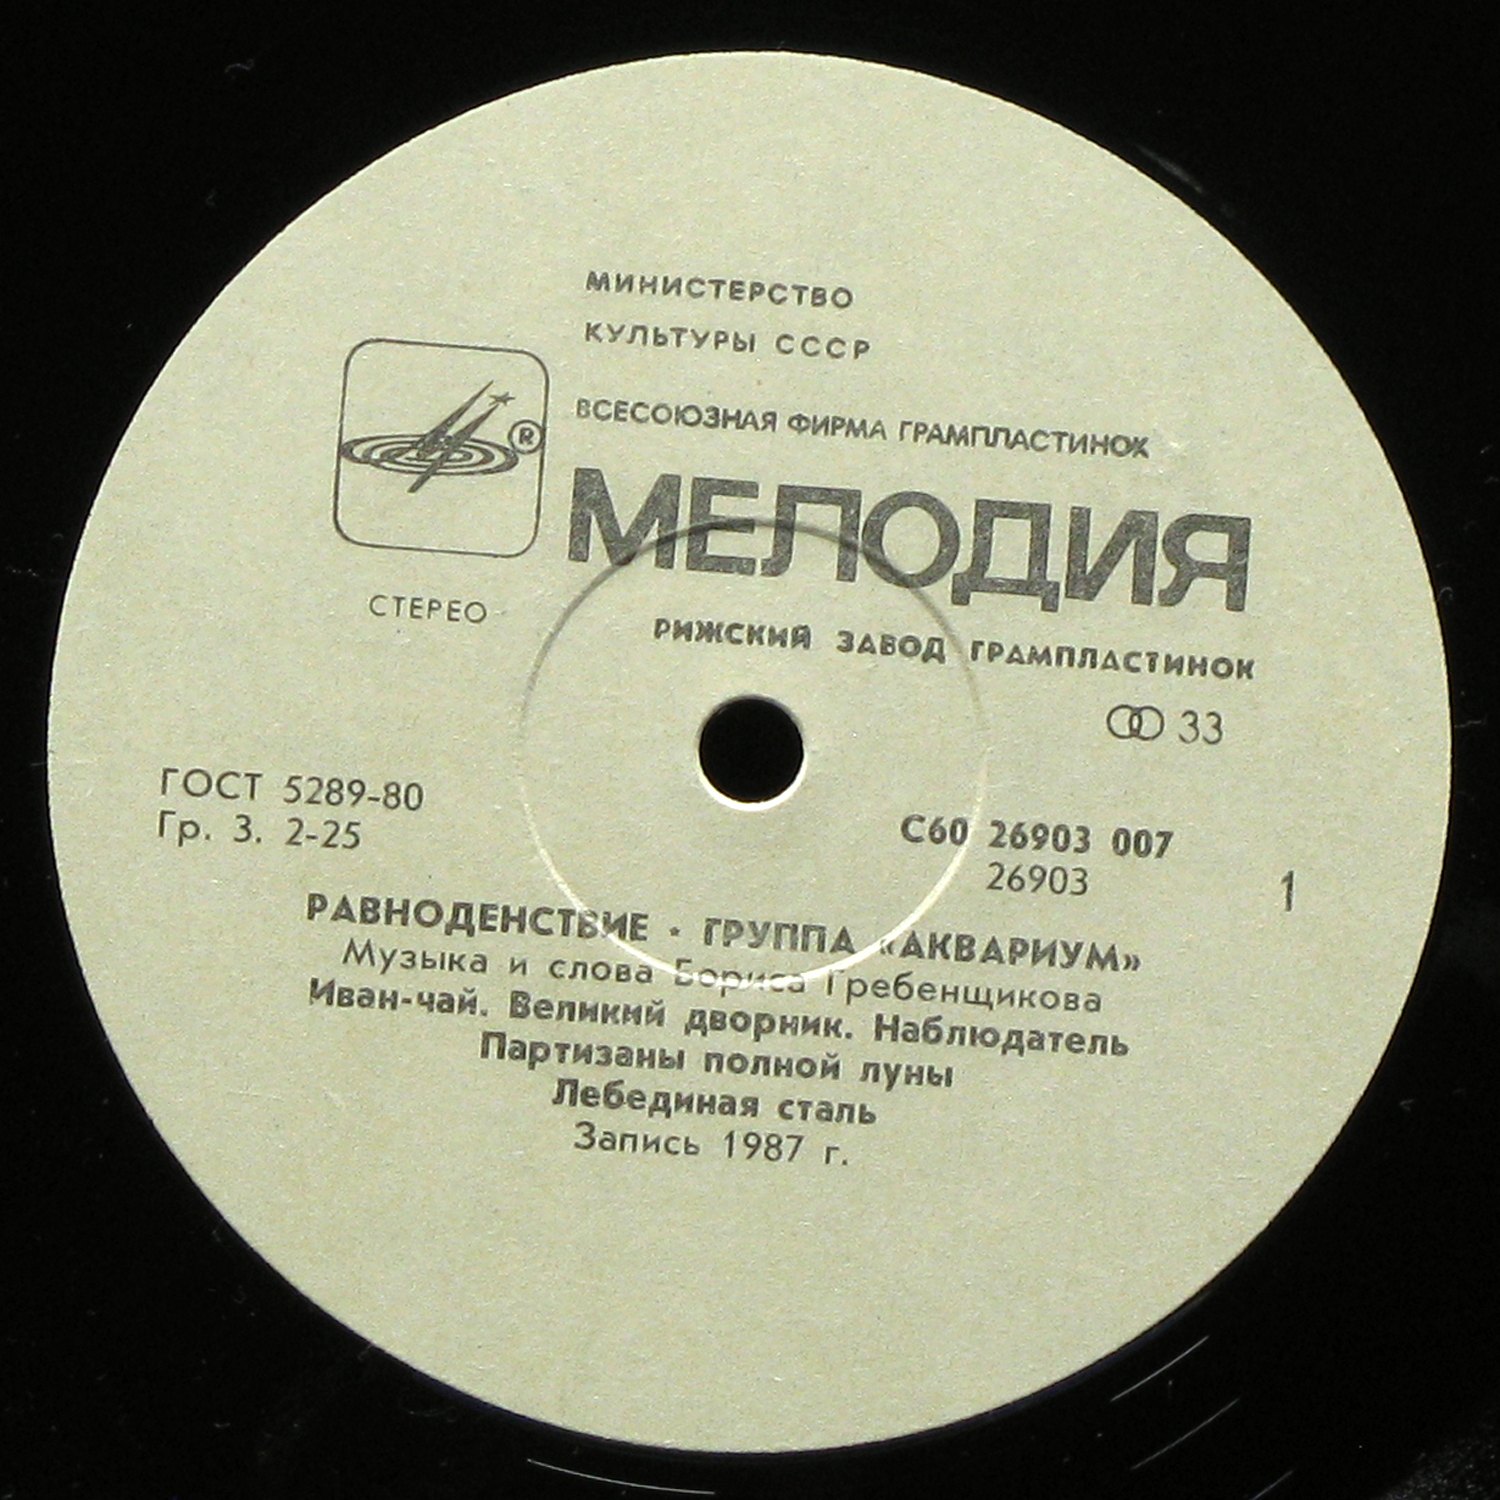 МИНИСТЕРСТВО
КУЛЬТУРЫ СССР
ВСЕСОЮЗНАЯ ФИРМА ГРАМПЛАСТИНОК
®
МЕЛОДИЯ
СТЕРЕО
РИЖСКИЙ ЗАВОД ГРАМПЛАСТИНОК
33
ГОСТ 5289-80
Гр. 3. 2-25
С60 26903 007
26903
1
РАВНОДЕНСТВИЕ · ГРУППА «АКВАРИУМ»
Музыка и слова Бориса Гребенщикова
Иван-чай. Великий дворник. Наблюдатель
Партизаны полной луны
Лебединая сталь
Запись 1987 г.